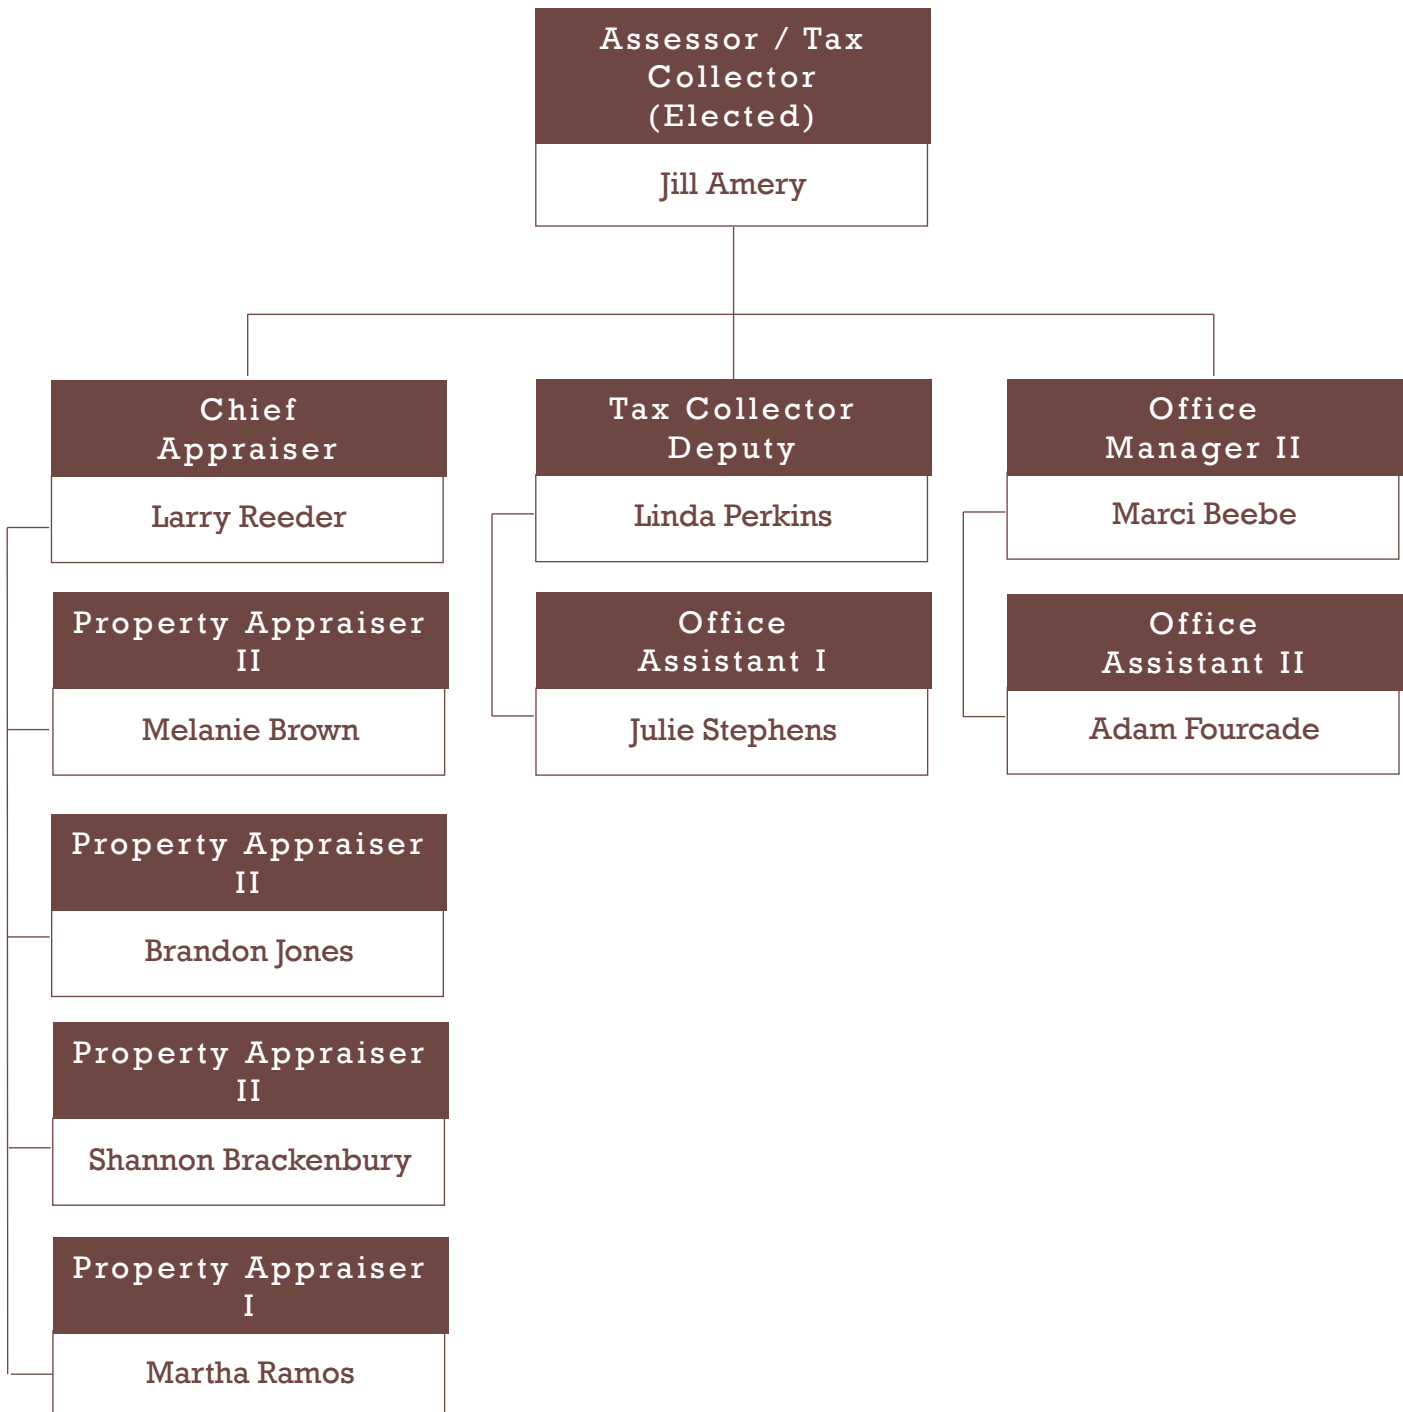 Assessor / Tax
Collector
(Elected)
Jill Amery
Chief
Appraiser
Larry Reeder
Tax Collector
Deputy
Linda Perkins
Office
Manager II
Marci Beebe
Property Appraiser
II
Melanie Brown
Office
Assistant I
Julie Stephens
Office
Assistant II
Adam Fourcade
Property Appraiser
II
Brandon Jones
Property Appraiser
II
Shannon Brackenbury
Property Appraiser
I
Martha Ramos